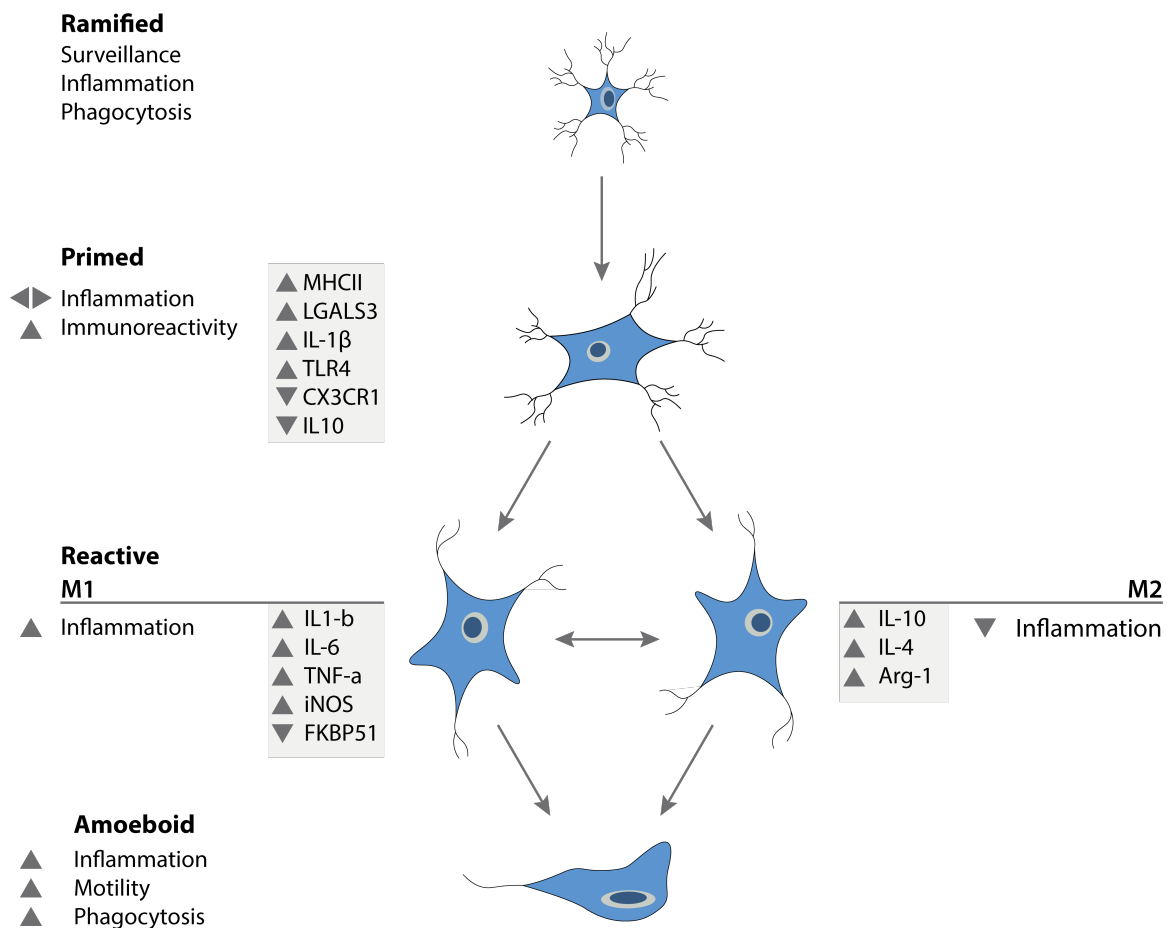 Ramified
Surveillance
Inflammation
Phagocytosis
Primed
Inflammation
Immunoreactivity
MHCII
LGALS3
IL-1β
TLR4
CX3CR1
IL10
Reactive
M1
Inflammation
IL1-b
IL-6
TNF-a
iNOS
FKBP51
M2
IL-10
IL-4
Arg-1
Inflammation
Amoeboid
Inflammation
Motility
Phagocytosis